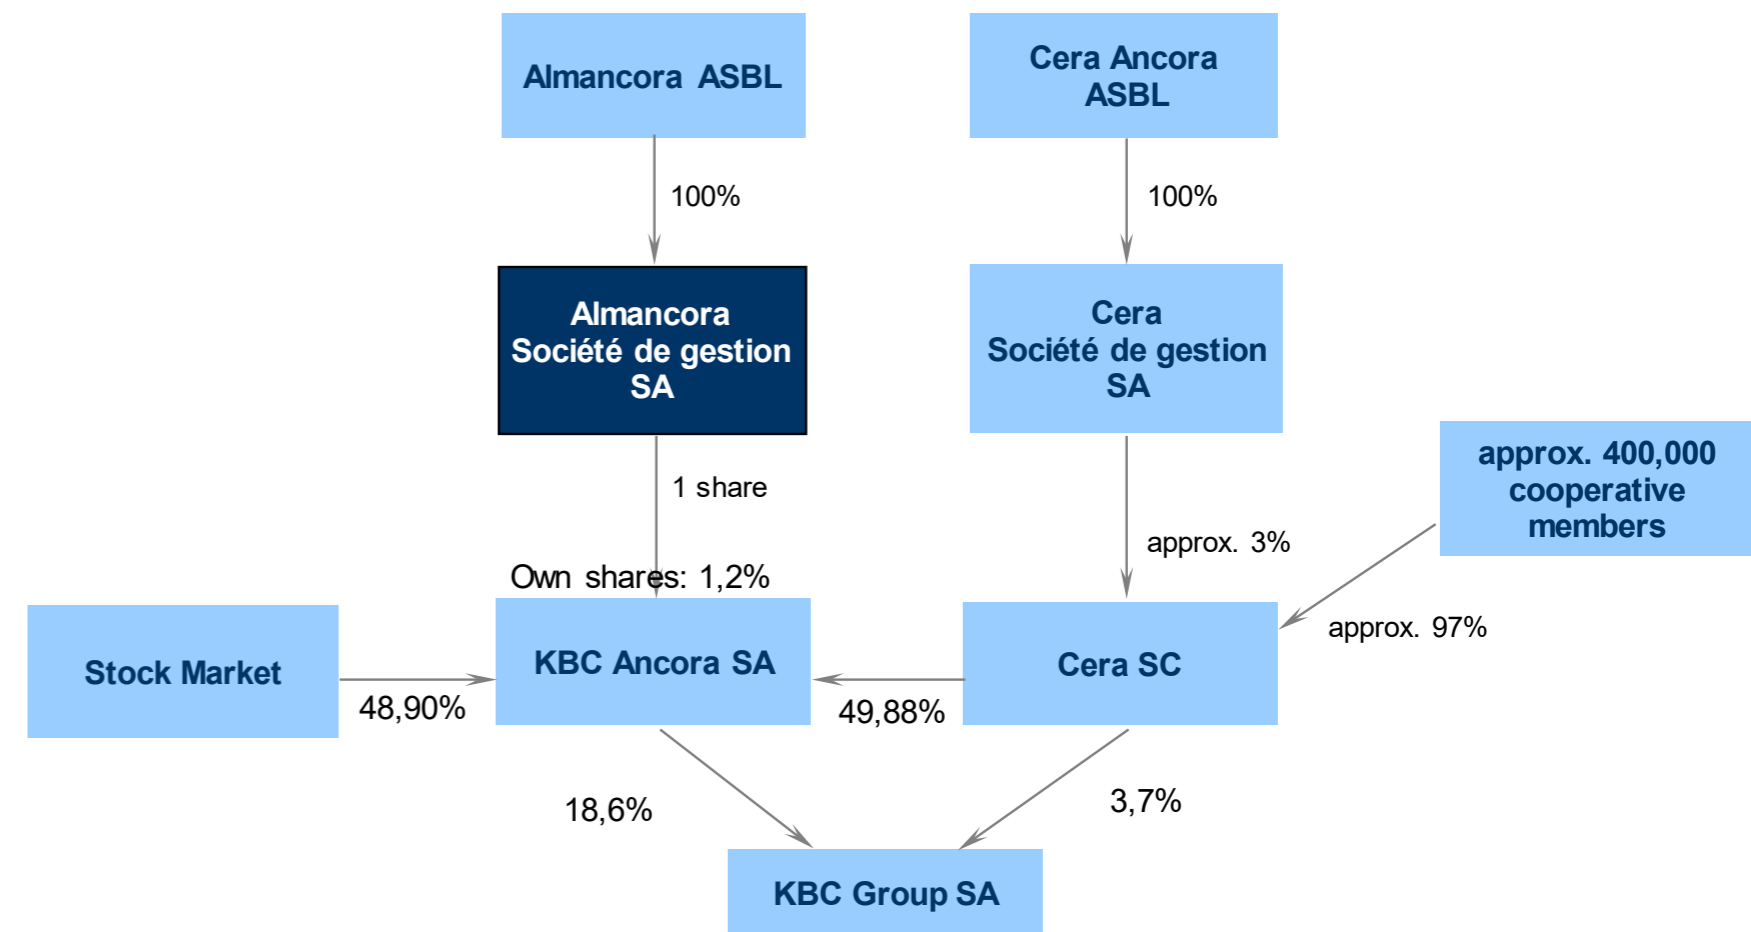 Almancora ASBL
Cera Ancora
ASBL
100%
100%
Almancora
Société de gestion
SA
Cera
Société de gestion
SA
approx. 400,000
cooperative
members
1 share
approx. 3%
Own shares: 1,2%
approx. 97%
Stock Market
KBC Ancora SA
Cera SC
48,90%
49,88%
18,6%
3,7%
KBC Group SA